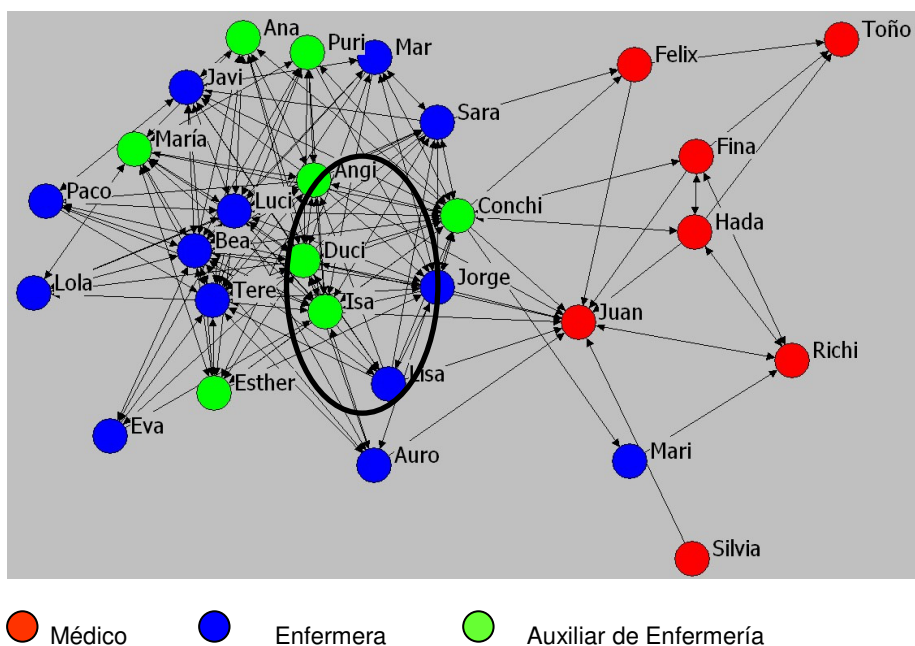 Ana
Toño
Puri
Mar
Felix
Javi
Sara
María
Fina
Angi
Paco
Luci
Conchi
Hada
Bea
Duci
Jorge
Lola
Tere
Isa
Juan
Richi
Esther
Lisa
Eva
Auro
Mari
Silvia
Médico Enfermera Auxiliar de Enfermería